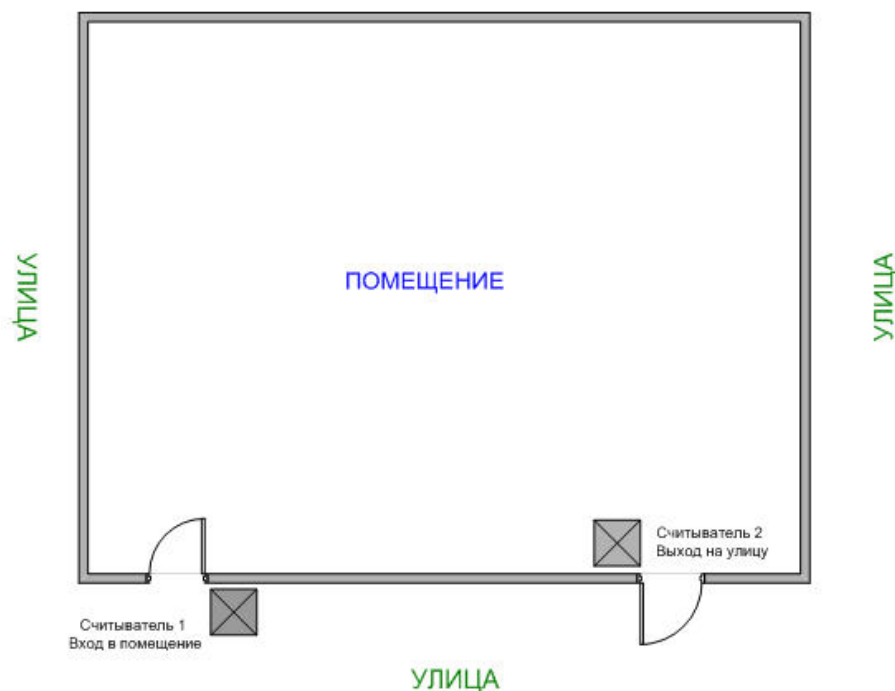 УЛИЦА
ПОМЕЩЕНИЕ
УЛИЦА
Считыватель 2
Выход на улицу
Считыватель 1
Вход в помещение
УЛИЦА